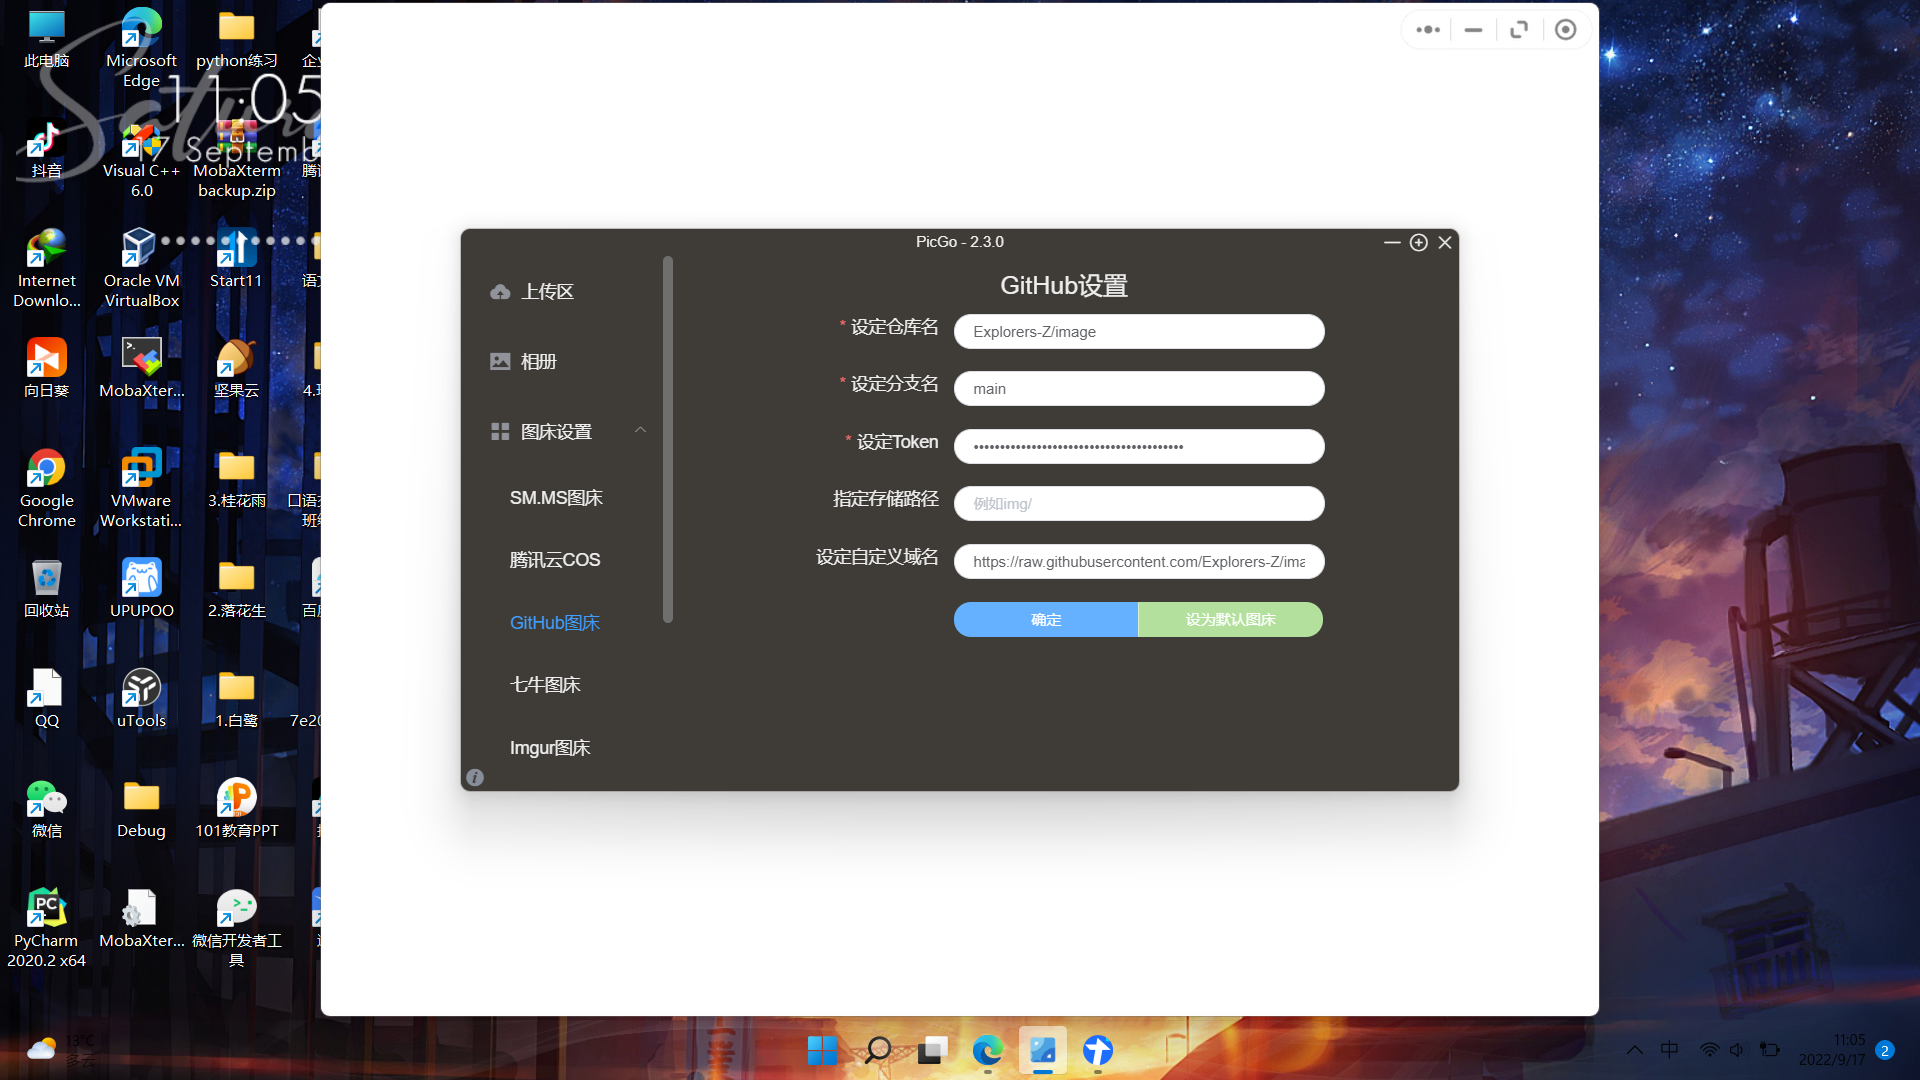 此电脑
Microsoft
Edge
python练习
11:05
17 Septemb
抖音
Visual C++
6.0
MobaXterm
backup.zip
Internet
Downlo...
Oracle VM
VirtualBox
Start11
向日葵
MobaXter...
坚果云
Google
Chrome
VMware
Workstati...
3.桂花雨
回收站
UPUPOO
2.落花生
QQ
uTools
1.白鹭
微信
Debug
101教育PPT
PyCharm
2020.2 x64
MobaXter...
微信开发者工
具
PicGo - 2.3.0
上传区
相册
图床设置
SM.MS图床
腾讯云COS
GitHub图床
七牛图床
Imgur图床
GitHub设置
* 设定仓库名
Explorers-Z/image
* 设定分支名
main
* 设定Token
指定存储路径
例如img/
设定自定义域名
https://raw.githubusercontent.com/Explorers-Z/ima
确定
设为默认图床
13°C
多云
中
11:05
2022/9/17
2